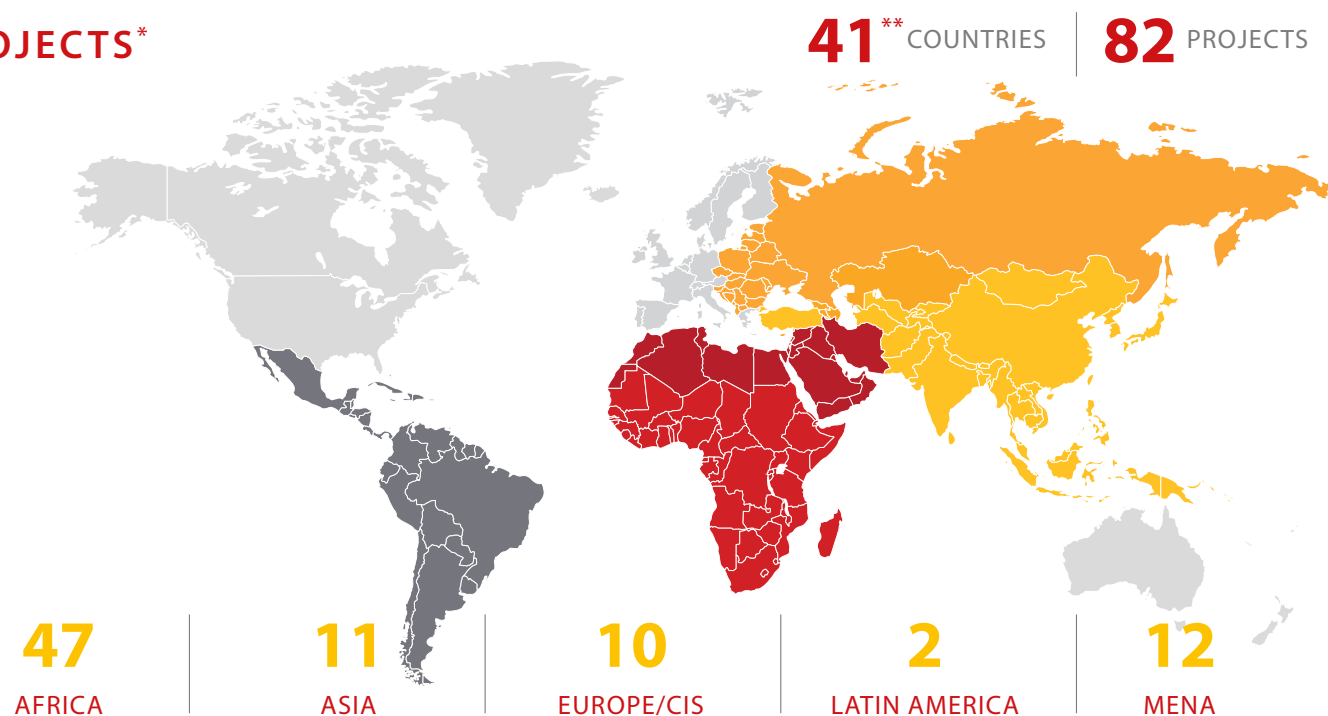 OJECTS*
41** COUNTRIES
82 PROJECTS
47
AFRICA
11
ASIA
10
EUROPE/CIS
2
LATIN AMERICA
12
MENA